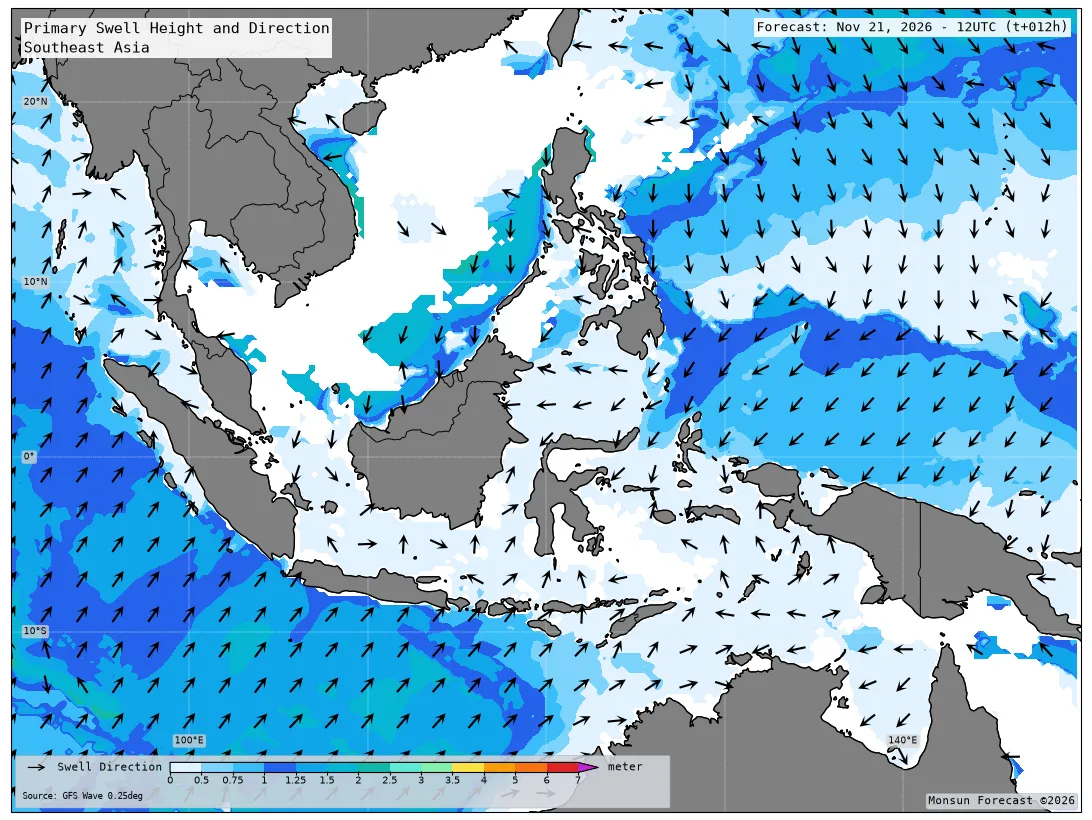 Primary Swell Height and Direction
Southeast Asia
Forecast: Nov 21, 2026 - 12UTC (t+012h)
20°N
10°N
0°
10°S
100°E
140°E
Swell Direction
0 0.5 0.75 1 1.25 1.5 2 2.5 3 3.5 4 5 6 7
meter
Source: GFS Wave 0.25deg
Monsun Forecast ©2026